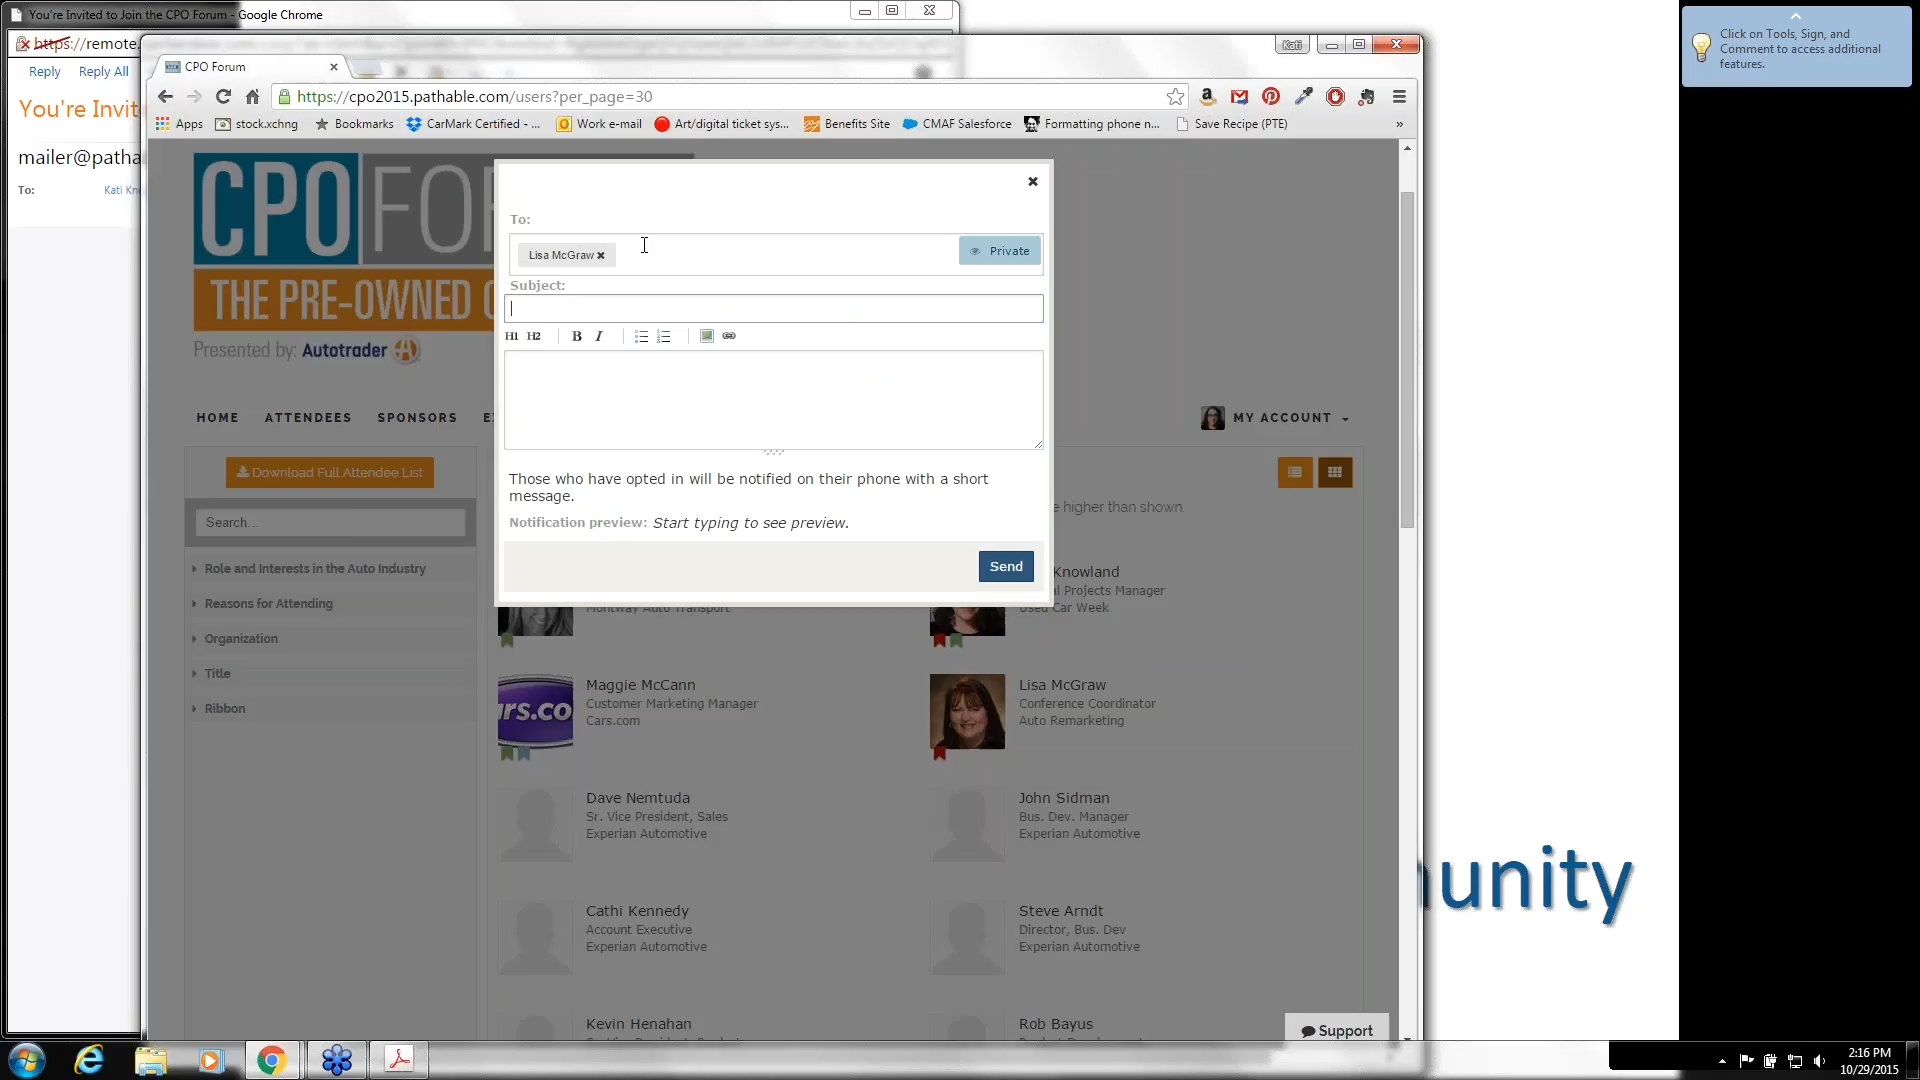 You're Invited to Join the CPO Forum - Google Chrome
https://remote.
Reply Reply All
You're Invit
mailer@patha
To: Kati Kn
Kati
CPO Forum
https://cpo2015.pathable.com/users?per_page=30
Apps stock.xchng Bookmarks CarMark Certified - ... Work e-mail Art/digital ticket sys... Benefits Site CMAF Salesforce Formatting phone n... Save Recipe (PTE) »
CPO FO
THE PRE-OWNED
Presented by: Autotrader
To:
Lisa McGraw
Private
Subject:
H1 H2 B I
Those who have opted in will be notified on their phone with a short
message.
Notification preview: Start typing to see preview.
Send
HOME ATTENDEES SPONSORS E
MY ACCOUNT
Download Full Attendee List
Search...
Role and Interests in the Auto Industry
Reasons for Attending
Organization
Title
Ribbon
e higher than shown
Montway Auto Transport
Knowland
l Projects Manager
Used Car Week
rs.co
Maggie McCann
Customer Marketing Manager
Cars.com
Lisa McGraw
Conference Coordinator
Auto Remarketing
Dave Nemtuda
Sr. Vice President, Sales
Experian Automotive
John Sidman
Bus. Dev. Manager
Experian Automotive
Cathi Kennedy
Account Executive
Experian Automotive
Steve Arndt
Director, Bus. Dev
Experian Automotive
Kevin Henahan
Rob Bayus
Support
unity
Click on Tools, Sign, and
Comment to access additional
features.
2:16 PM
10/29/2015